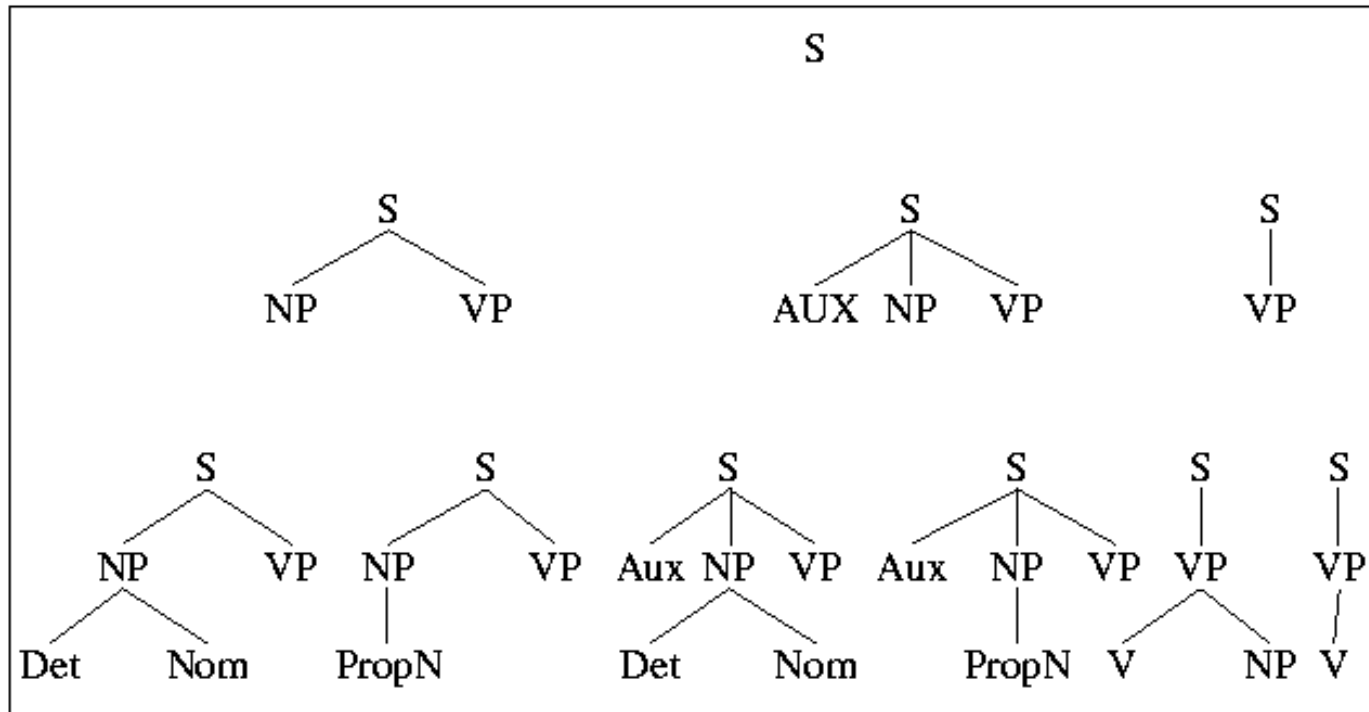 S
S S S
NP VP AUX NP VP VP
S S S S S S
NP VP NP VP Aux NP VP Aux NP VP VP VP
Det Nom PropN Det Nom PropN V NP V